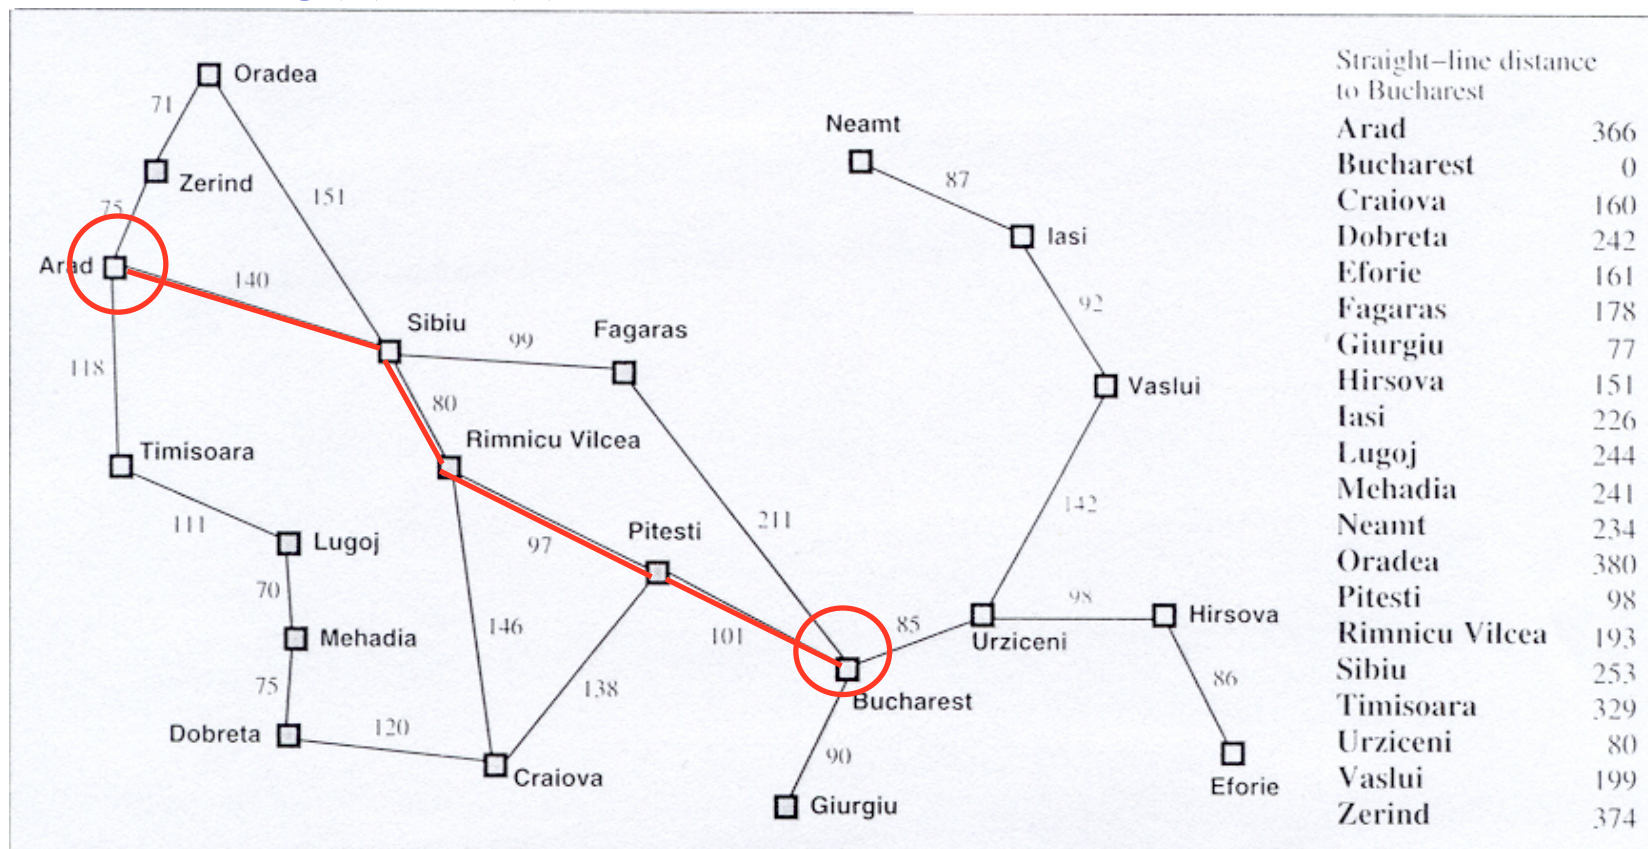 Oradea
71
Neamt
Zerind
87
151
75
Iasi
Arad
140
92
Sibiu
Fagaras
99
118
Vaslui
80
Rimnicu Vilcea
Timisoara
142
211
111
Pitesti
Lugoj
97
70
98
Hirsova
85
Mehadia
146
101
Urziceni
86
75
138
Bucharest
Dobreta
120
90
Craiova
Eforie
Giurgiu
Straight–line distance
to Bucharest
Arad 366
Bucharest 0
Craiova 160
Dobreta 242
Eforie 161
Fagaras 178
Giurgiu 77
Hirsova 151
Iasi 226
Lugoj 244
Mehadia 241
Neamt 234
Oradea 380
Pitesti 98
Rimnicu Vilcea 193
Sibiu 253
Timisoara 329
Urziceni 80
Vaslui 199
Zerind 374